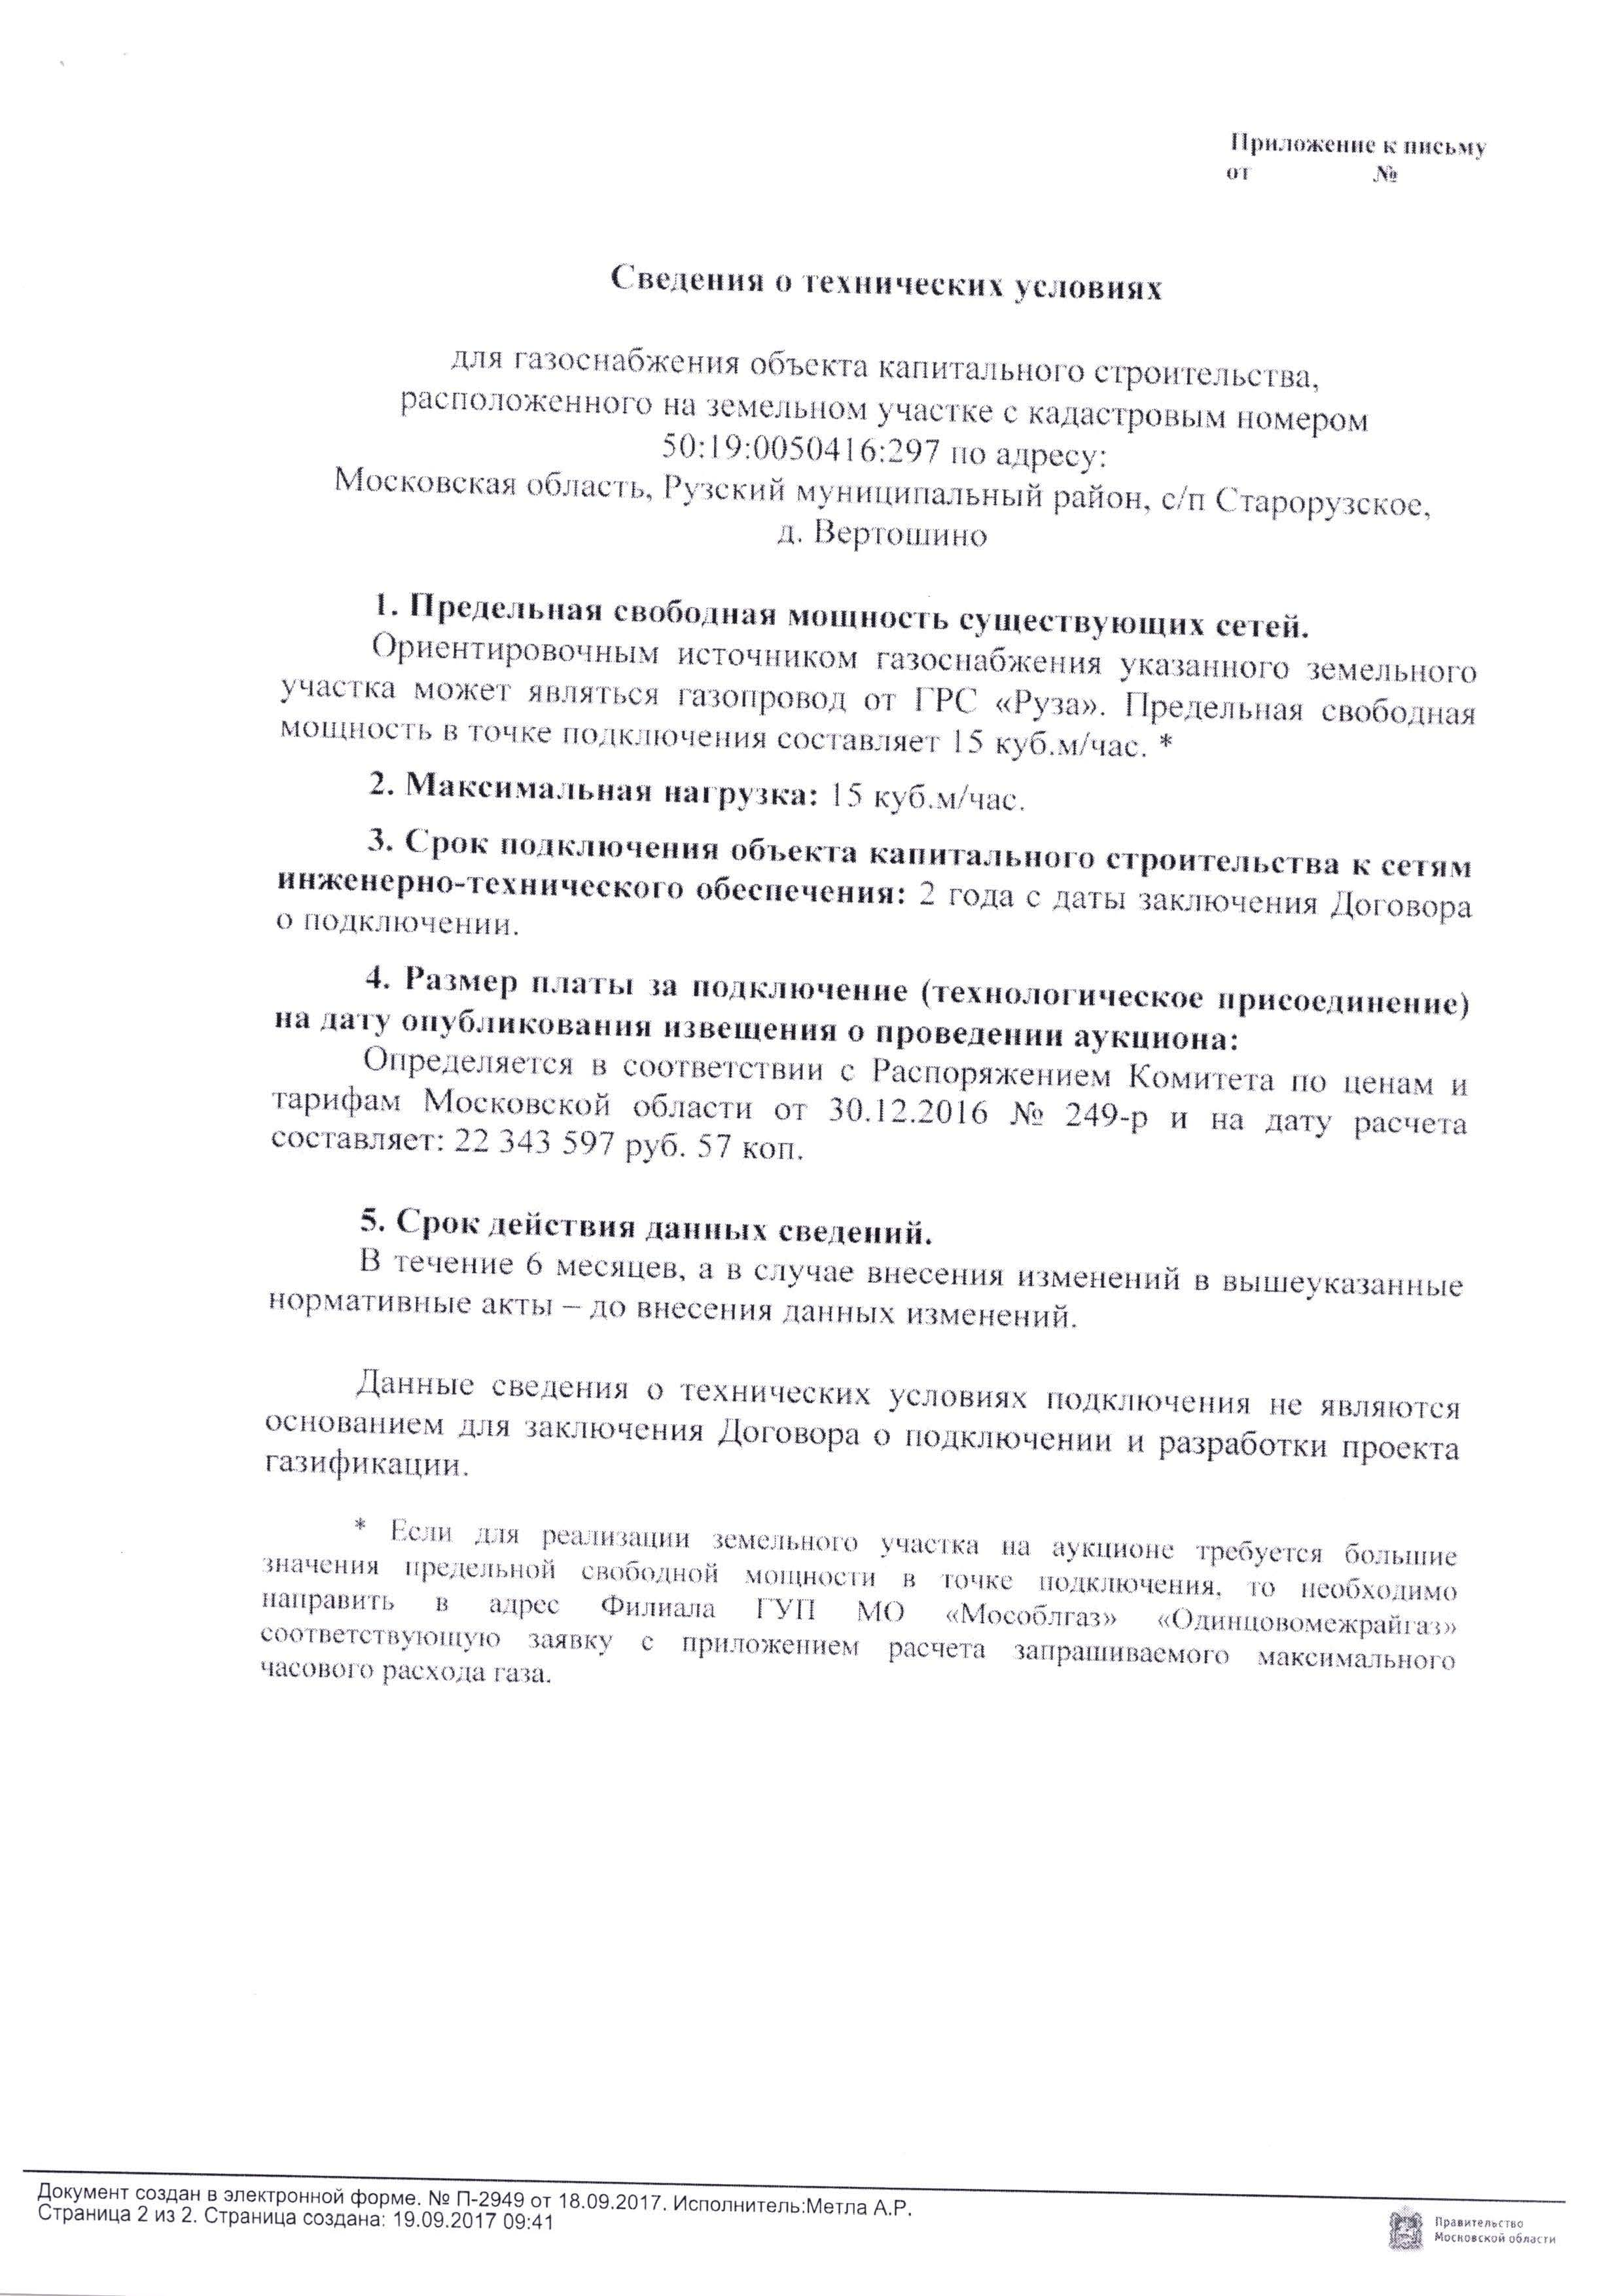 Приложение к письму
от №
Сведения о технических условиях
для газоснабжения объекта капитального строительства,
расположенного на земельном участке с кадастровым номером
50:19:0050416:297 по адресу:
Московская область, Рузский муниципальный район, с/п Старорузское,
д. Вертошино
1. Предельная свободная мощность существующих сетей.
Ориентировочным источником газоснабжения указанного земельного
участка может являться газопровод от ГРС «Руза». Предельная свободная
мощность в точке подключения составляет 15 куб.м/час. *
2. Максимальная нагрузка: 15 куб.м/час.
3. Срок подключения объекта капитального строительства к сетям
инженерно-технического обеспечения: 2 года с даты заключения Договора
о подключении.
4. Размер платы за подключение (технологическое присоединение)
на дату опубликования извещения о проведении аукциона:
Определяется в соответствии с Распоряжением Комитета по ценам и
тарифам Московской области от 30.12.2016 № 249-р и на дату расчета
составляет: 22 343 597 руб. 57 коп.
5. Срок действия данных сведений.
В течение 6 месяцев, а в случае внесения изменений в вышеуказанные
нормативные акты – до внесения данных изменений.
Данные сведения о технических условиях подключения не являются
основанием для заключения Договора о подключении и разработки проекта
газификации.
* Если для реализации земельного участка на аукционе требуется большие
значения предельной свободной мощности в точке подключения, то необходимо
направить в адрес Филиала ГУП МО «Мособлгаз» «Одинцовомежрайгаз»
соответствующую заявку с приложением расчета запрашиваемого максимального
часового расхода газа.
Документ создан в электронной форме. № П-2949 от 18.09.2017. Исполнитель:Метла А.Р.
Страница 2 из 2. Страница создана: 19.09.2017 09:41
Правительство
Московской области